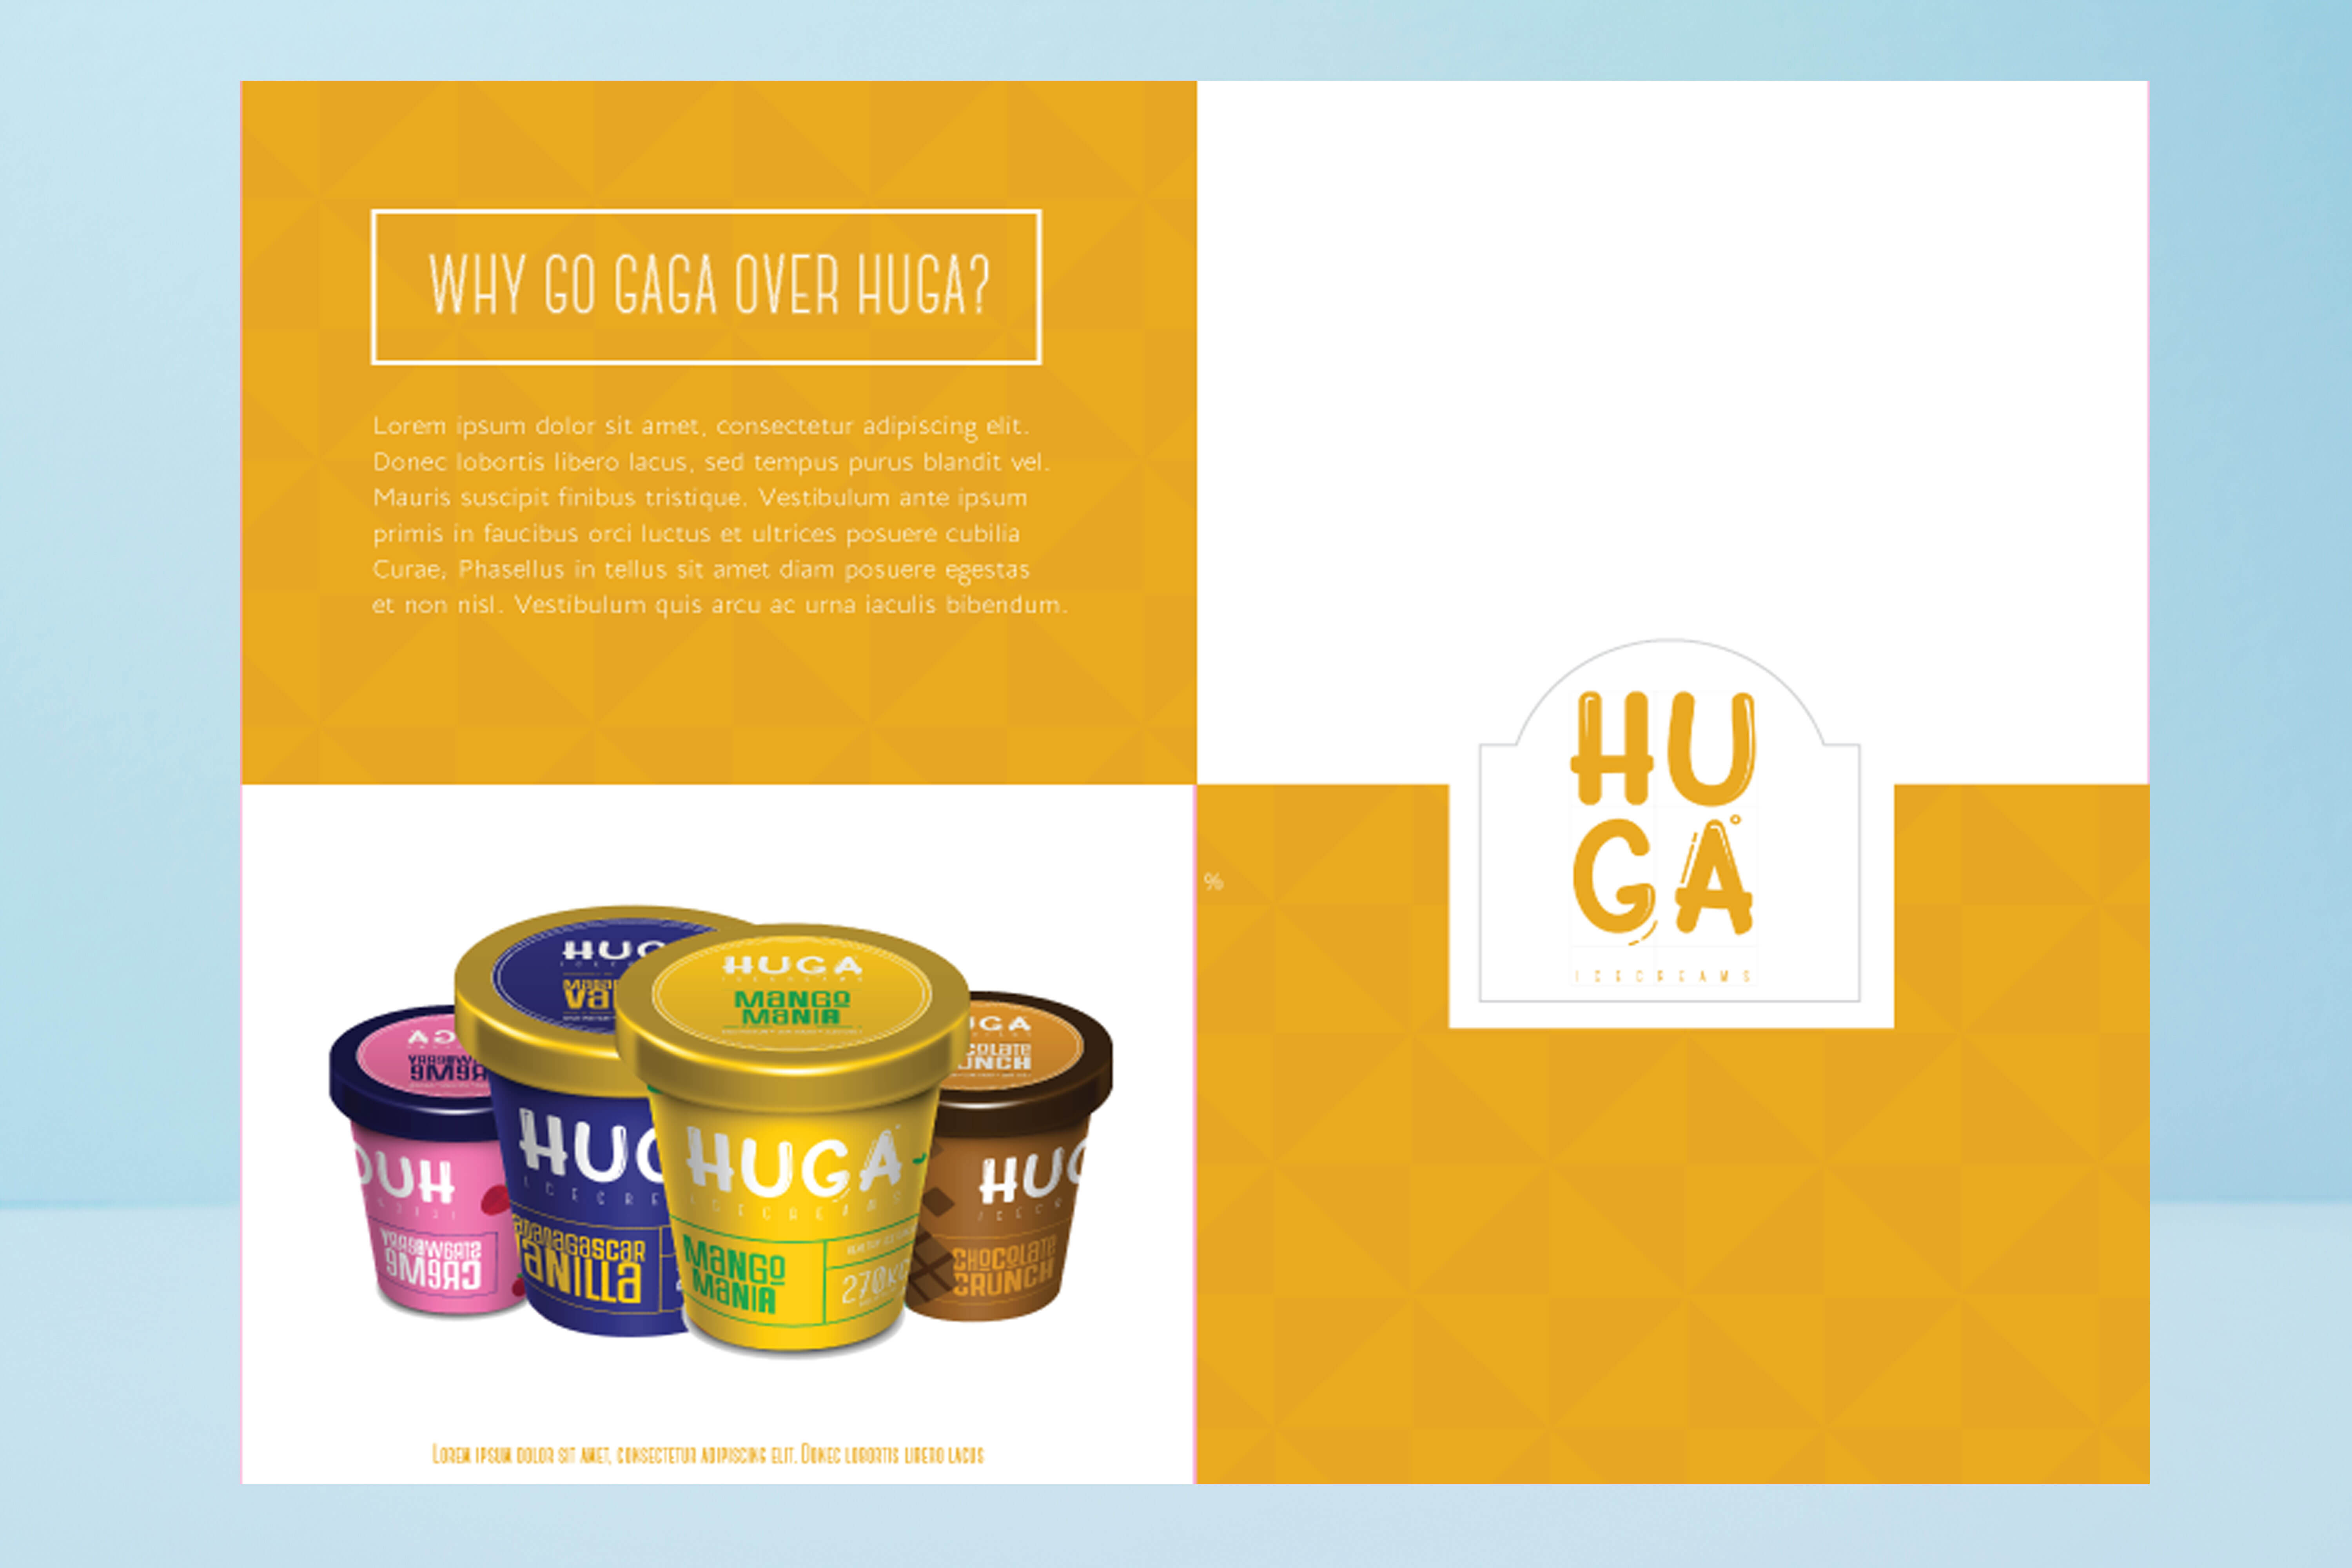 WHY GO GAGA OVER HUGA?
Lorem ipsum dolor sit amet, consectetur adipiscing elit.
Donec lobortis libero lacus, sed tempus purus blandit vel.
Mauris suscipit finibus tristique. Vestibulum ante ipsum
primis in faucibus orci luctus et ultrices posuere cubilia
Curae; Phasellus in tellus sit amet diam posuere egestas
et non nisl. Vestibulum quis arcu ac urna iaculis bibendum.
HU
GA
ICECREAMS
%
HUGA
MANGO
MANIA
HUGA
ICECREAMS
MANGO
MANIA
STRAWBERRY
CREME
CHOCOLATE
CRUNCH
Lorem ipsum dolor sit amet, consectetur adipiscing elit. Donec lobortis libero lacus